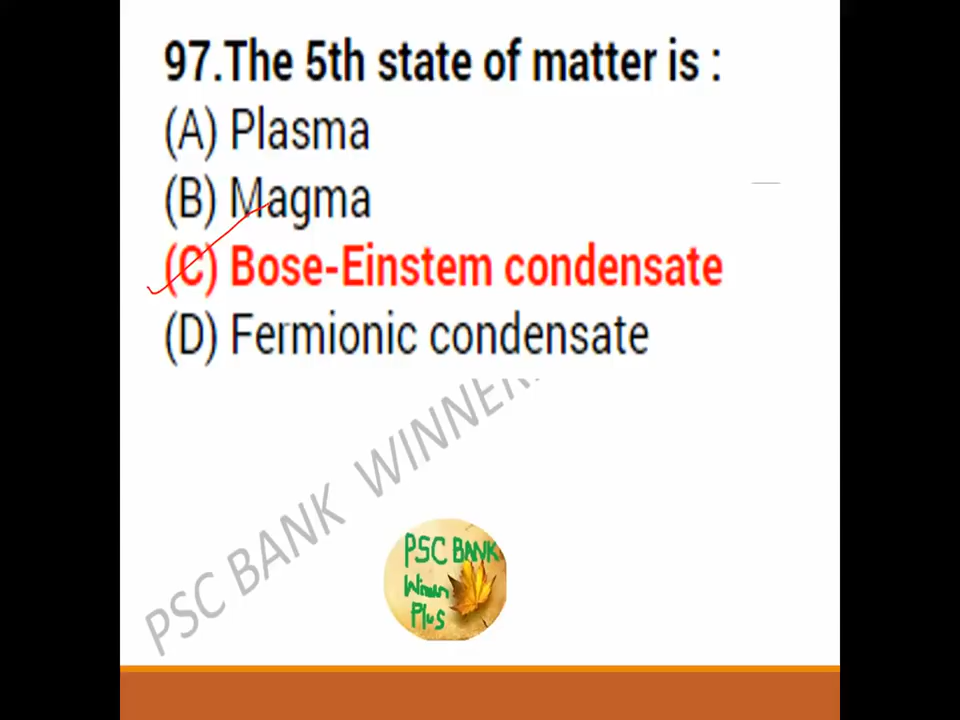 97.The 5th state of matter is :
(A) Plasma
(B) Magma
(C) Bose-Einstem condensate
(D) Fermionic condensate
PSC BANK WINNER
PSC BANK
Winner
Plus